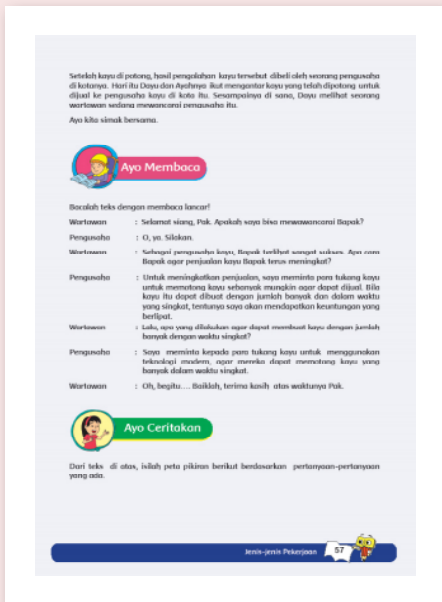 Setelah kayu di potong, hasil pengolahan kayu tersebut dibeli oleh seorang pengusaha
di kotanya. Hari itu Dayu dan Ayahnya ikut mengantar kayu yang telah dipotong untuk
dijual ke pengusaha kayu di kota itu. Sesampainya di sana, Dayu melihat seorang
wartawan sedang mewancarai pengusaha itu.
Ayo kita simak bersama.
Ayo Membaca
Bacalah teks dengan membaca lancar!
Wartawan : Selamat siang, Pak. Apakah saya bisa mewawancarai Bapak?
Pengusaha : O, ya. Silakan.
Wartawan : Sebagai pengusaha kayu, Bapak terlihat sangat sukses. Apa cara
Bapak agar penjualan kayu Bapak terus meningkat?
Pengusaha : Untuk meningkatkan penjualan, saya meminta para tukang kayu
untuk memotong kayu sebanyak mungkin agar dapat dijual. Bila
kayu itu dapat dibuat dengan jumlah banyak dan dalam waktu
yang singkat, tentunya saya akan mendapatkan keuntungan yang
berlipat.
Wartawan : Lalu, apa yang dilakukan agar dapat membuat kayu dengan jumlah
banyak dengan waktu singkat?
Pengusaha : Saya meminta kepada para tukang kayu untuk menggunakan
teknologi modern, agar mereka dapat memotong kayu yang
banyak dalam waktu singkat.
Wartawan : Oh, begitu.... Baiklah, terima kasih atas waktunya Pak.
Ayo Ceritakan
Dari teks di atas, isilah peta pikiran berikut berdasarkan pertanyaan-pertanyaan
yang ada.
Jenis-jenis Pekerjaan 57